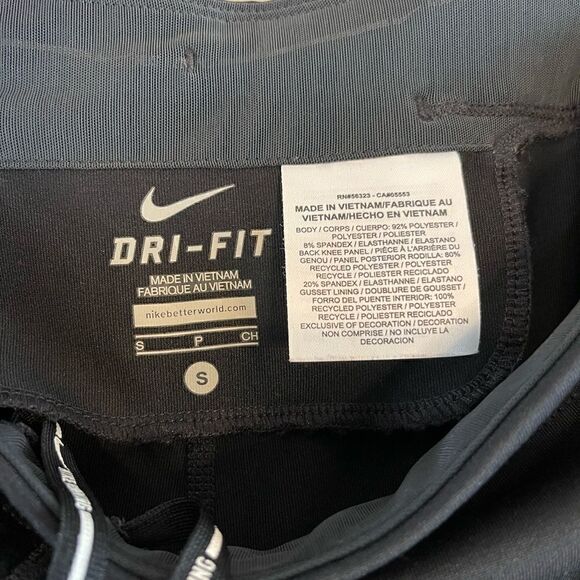 DRI-FIT
MADE IN VIETNAM
FABRIQUE AU VIETNAM
nikebetterworld.com
S P CH
S
RN#56323 - CA#05553
MADE IN VIETNAM/FABRIQUE AU
VIETNAM/HECHO EN VIETNAM
BODY / CORPS / CUERPO: 92% POLYESTER /
POLYESTER / POLIESTER
8% SPANDEX / ELASTHANNE / ELASTANO
BACK KNEE PANEL / PIÈCE À L'ARRIÈRE DU
GENOU / PANEL POSTERIOR RODILLA: 80%
RECYCLED POLYESTER / POLYESTER
RECYCLE / POLIESTER RECICLADO
20% SPANDEX / ELASTHANNE / ELASTANO
GUSSET LINING / DOUBLURE DE GOUSSET /
FORRO DEL PUENTE INTERIOR: 100%
RECYCLED POLYESTER / POLYESTER
RECYCLE / POLIESTER RECICLADO
EXCLUSIVE OF DECORATION / DECORATION
NON COMPRISE / NO INCLUYE LA
DECORACION